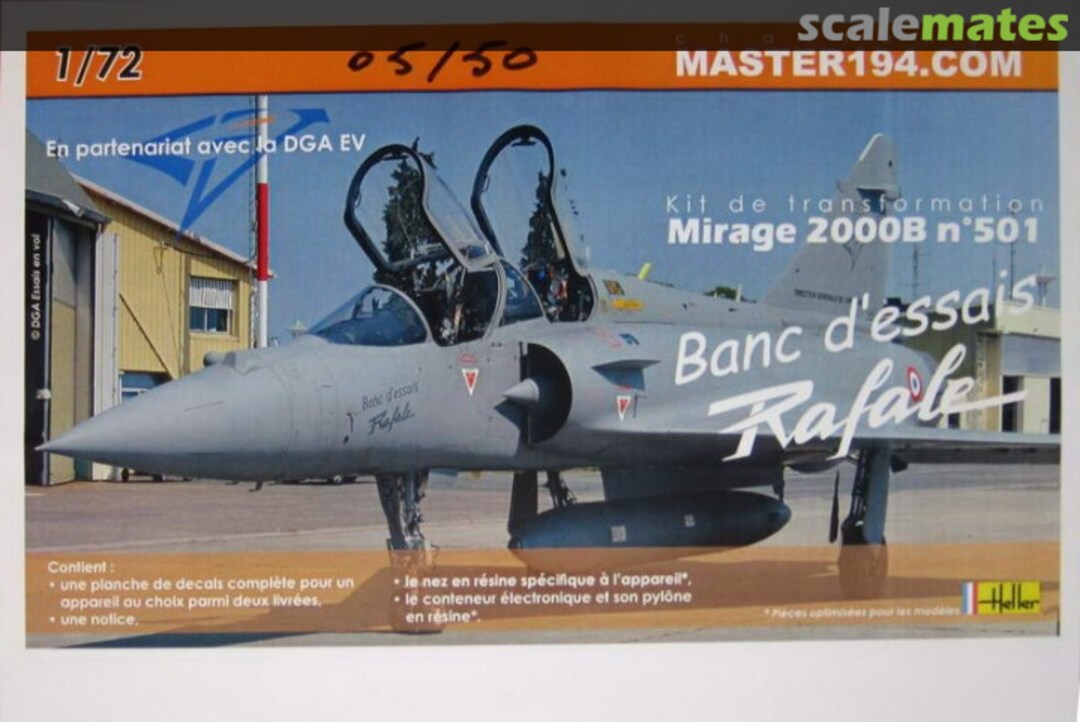 scalemates
1/72
05/50
MASTER194.COM
En partenariat avec la DGA EV
© DGA Essais en vol
Kit de transformation
Mirage 2000B n°501
Banc d'essais
Rafale
Banc d'essais
Rafale
Contient :
• une planche de decals complète pour un
appareil au choix parmi deux livrées,
• une notice,
• le nez en résine spécifique à l'appareil*,
• le conteneur électronique et son pylône
en résine*.
* Pièces optimisées pour les modèles
Heller